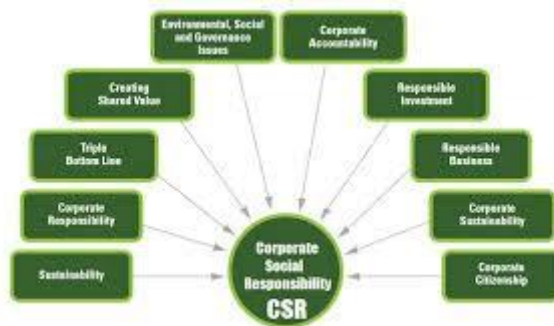 Environmental, Social
and Governance
Issues
Corporate
Accountability
Creating
Shared Value
Responsible
Investment
Triple
Bottom Line
Responsible
Business
Corporate
Responsibility
Corporate
Sustainability
Sustainability
Corporate
Citizenship
Corporate
Social
Responsibility
CSR